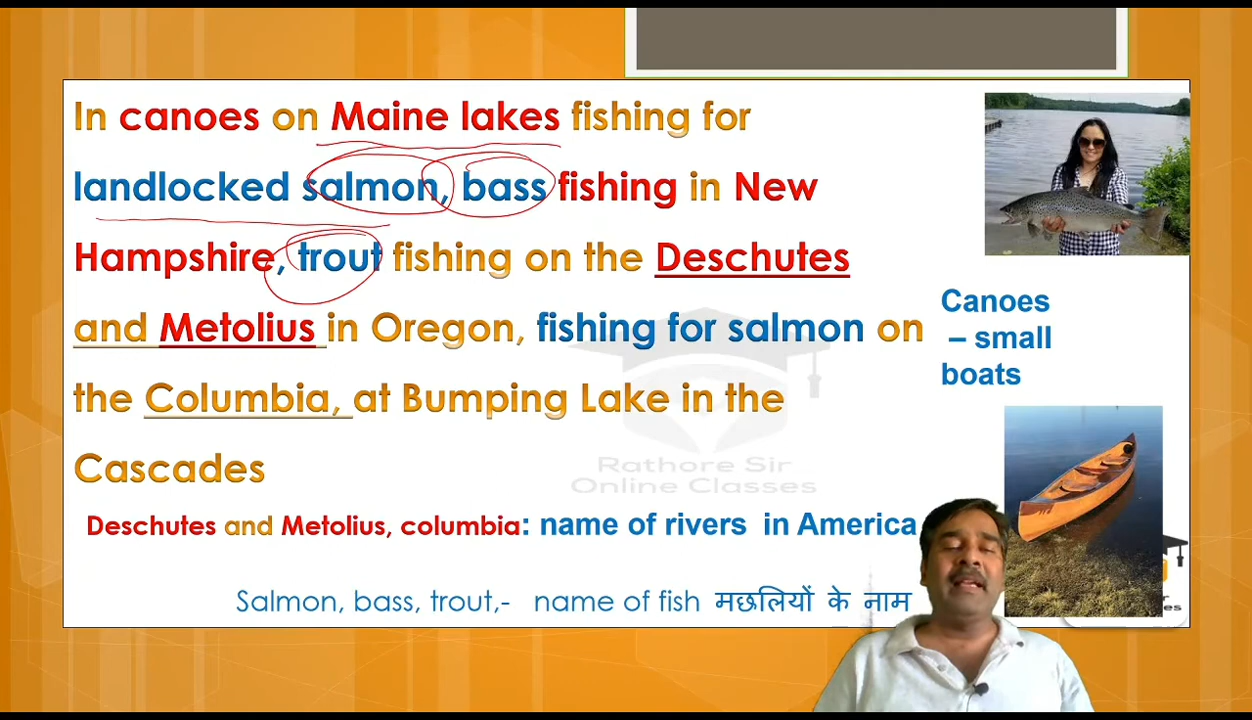 In canoes on Maine lakes fishing for
landlocked salmon, bass fishing in New
Hampshire, trout fishing on the Deschutes
and Metolius in Oregon, fishing for salmon on
the Columbia, at Bumping Lake in the
Cascades
Canoes
– small
boats
Deschutes and Metolius, columbia: name of rivers in America
Salmon, bass, trout,- name of fish मछलियों के नाम
Rathore Sir
Online Classes